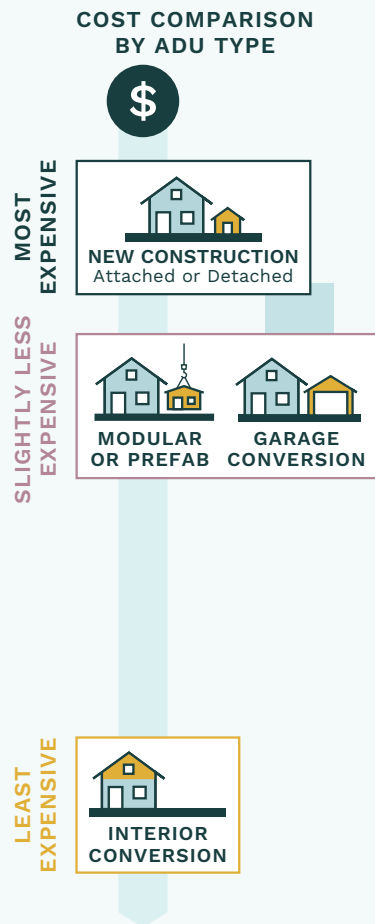 COST COMPARISON
BY ADU TYPE
$
MOST
EXPENSIVE
NEW CONSTRUCTION
Attached or Detached
SLIGHTLY LESS
EXPENSIVE
MODULAR
OR PREFAB
GARAGE
CONVERSION
LEAST
EXPENSIVE
INTERIOR
CONVERSION